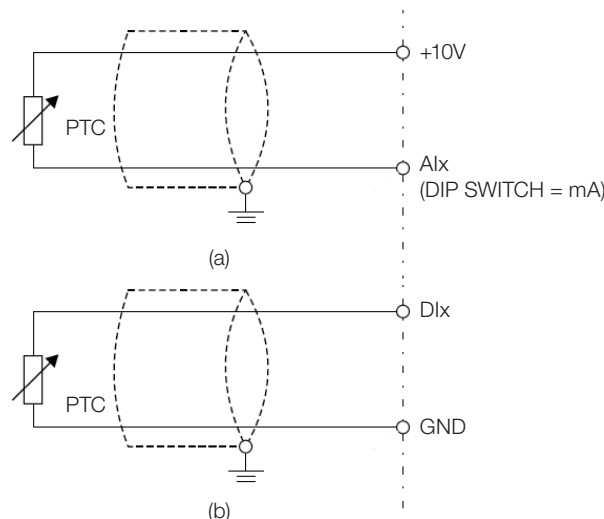 +10V
PTC
AIx
(DIP SWITCH = mA)
(a)
DIx
PTC
GND
(b)